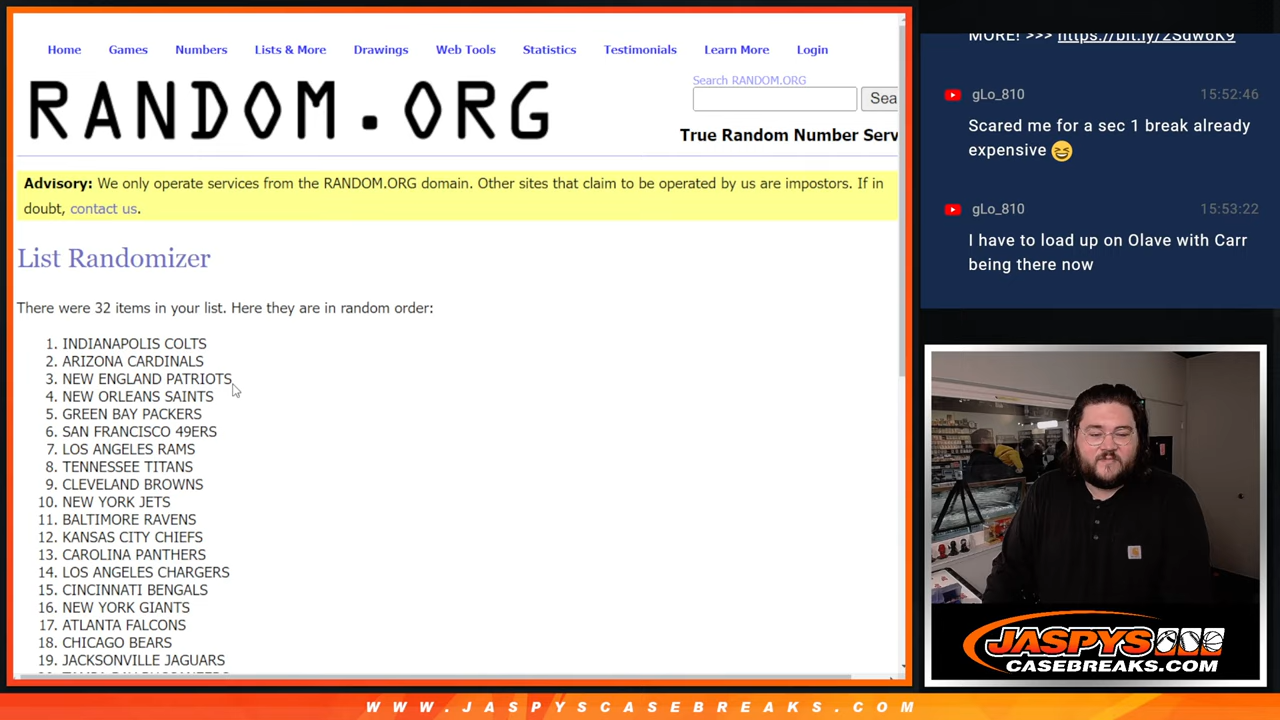 Home Games Numbers Lists & More Drawings Web Tools Statistics Testimonials Learn More Login
RANDOM.ORG
Search RANDOM.ORG
Sea
True Random Number Serv
Advisory: We only operate services from the RANDOM.ORG domain. Other sites that claim to be operated by us are impostors. If in
doubt, contact us.
List Randomizer
There were 32 items in your list. Here they are in random order:
1. INDIANAPOLIS COLTS
2. ARIZONA CARDINALS
3. NEW ENGLAND PATRIOTS
4. NEW ORLEANS SAINTS
5. GREEN BAY PACKERS
6. SAN FRANCISCO 49ERS
7. LOS ANGELES RAMS
8. TENNESSEE TITANS
9. CLEVELAND BROWNS
10. NEW YORK JETS
11. BALTIMORE RAVENS
12. KANSAS CITY CHIEFS
13. CAROLINA PANTHERS
14. LOS ANGELES CHARGERS
15. CINCINNATI BENGALS
16. NEW YORK GIANTS
17. ATLANTA FALCONS
18. CHICAGO BEARS
19. JACKSONVILLE JAGUARS
MORE! >>> https://bit.ly/2Sdw6K9
gLo_810 15:52:46
Scared me for a sec 1 break already
expensive 😆
gLo_810 15:53:22
I have to load up on Olave with Carr
being there now
JASPYS
CASEBREAKS.COM
WWW.JASPYSCASEBREAKS.COM